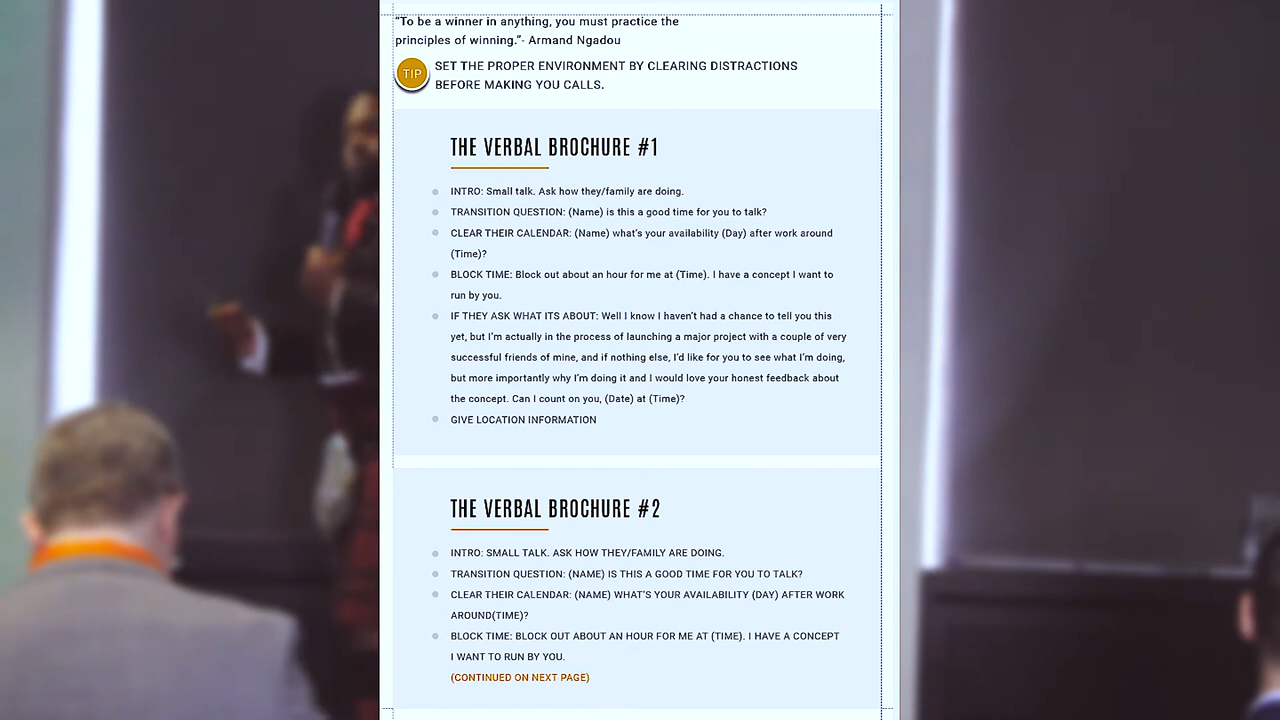 “To be a winner in anything, you must practice the
principles of winning.”- Armand Ngadou
TIP
SET THE PROPER ENVIRONMENT BY CLEARING DISTRACTIONS
BEFORE MAKING YOU CALLS.
THE VERBAL BROCHURE #1
INTRO: Small talk. Ask how they/family are doing.
TRANSITION QUESTION: (Name) is this a good time for you to talk?
CLEAR THEIR CALENDAR: (Name) what’s your availability (Day) after work around
(Time)?
BLOCK TIME: Block out about an hour for me at (Time). I have a concept I want to
run by you.
IF THEY ASK WHAT ITS ABOUT: Well I know I haven’t had a chance to tell you this
yet, but I’m actually in the process of launching a major project with a couple of very
successful friends of mine, and if nothing else, I’d like for you to see what I’m doing,
but more importantly why I’m doing it and I would love your honest feedback about
the concept. Can I count on you, (Date) at (Time)?
GIVE LOCATION INFORMATION
THE VERBAL BROCHURE #2
INTRO: SMALL TALK. ASK HOW THEY/FAMILY ARE DOING.
TRANSITION QUESTION: (NAME) IS THIS A GOOD TIME FOR YOU TO TALK?
CLEAR THEIR CALENDAR: (NAME) WHAT’S YOUR AVAILABILITY (DAY) AFTER WORK
AROUND(TIME)?
BLOCK TIME: BLOCK OUT ABOUT AN HOUR FOR ME AT (TIME). I HAVE A CONCEPT
I WANT TO RUN BY YOU.
(CONTINUED ON NEXT PAGE)